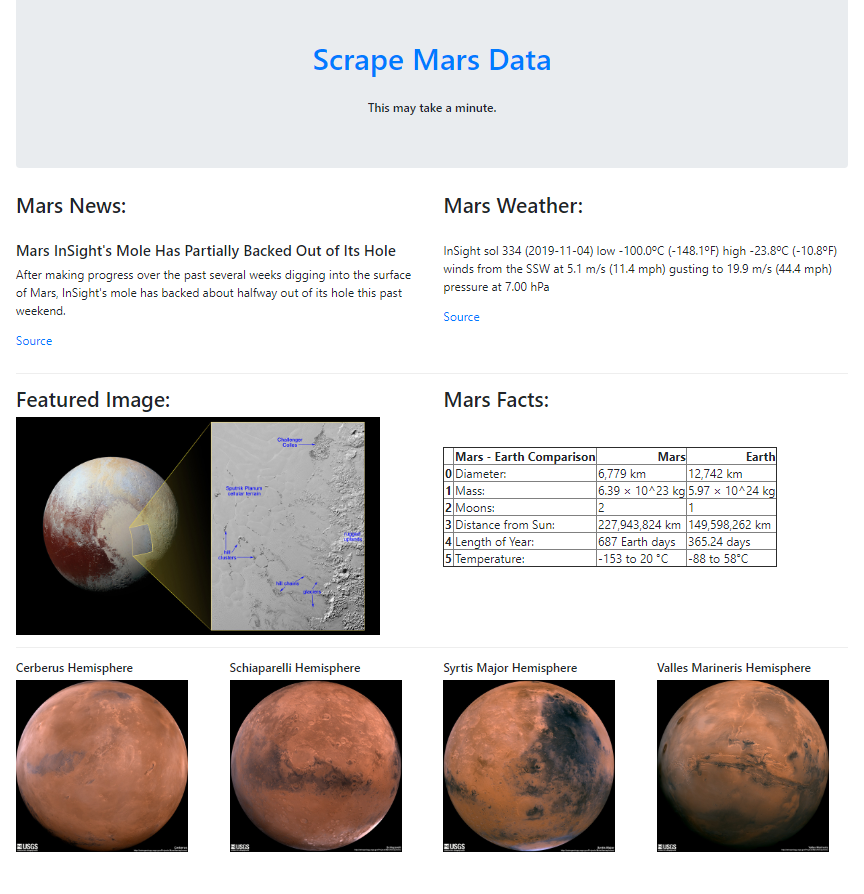 Scrape Mars Data
This may take a minute.
Mars News:
Mars InSight's Mole Has Partially Backed Out of Its Hole
After making progress over the past several weeks digging into the surface
of Mars, InSight's mole has backed about halfway out of its hole this past
weekend.
Source
Mars Weather:
InSight sol 334 (2019-11-04) low -100.0ºC (-148.1ºF) high -23.8ºC (-10.8ºF)
winds from the SSW at 5.1 m/s (11.4 mph) gusting to 19.9 m/s (44.4 mph)
pressure at 7.00 hPa
Source
Featured Image:
Challenger
Colles
Sputnik Planum
cellular terrain
rugged
uplands
hill
clusters
hill chains
glaciers
Mars Facts:
Mars - Earth Comparison Mars Earth
0 Diameter: 6,779 km 12,742 km
1 Mass: 6.39 × 10^23 kg 5.97 × 10^24 kg
2 Moons: 2 1
3 Distance from Sun: 227,943,824 km 149,598,262 km
4 Length of Year: 687 Earth days 365.24 days
5 Temperature: -153 to 20 °C -88 to 58°C
Cerberus Hemisphere
USGS
Schiaparelli Hemisphere
USGS
Syrtis Major Hemisphere
USGS
Valles Marineris Hemisphere
USGS